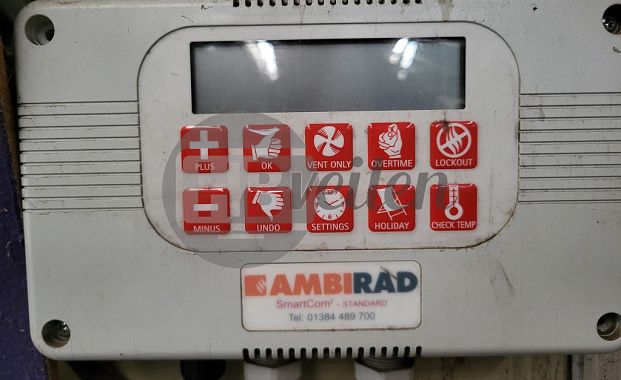 PLUS OK VENT ONLY OVERTIME LOCKOUT
MINUS UNDO SETTINGS HOLIDAY CHECK TEMP
AMBIRAD
SmartCom² - STANDARD
Tel: 01384 489 700